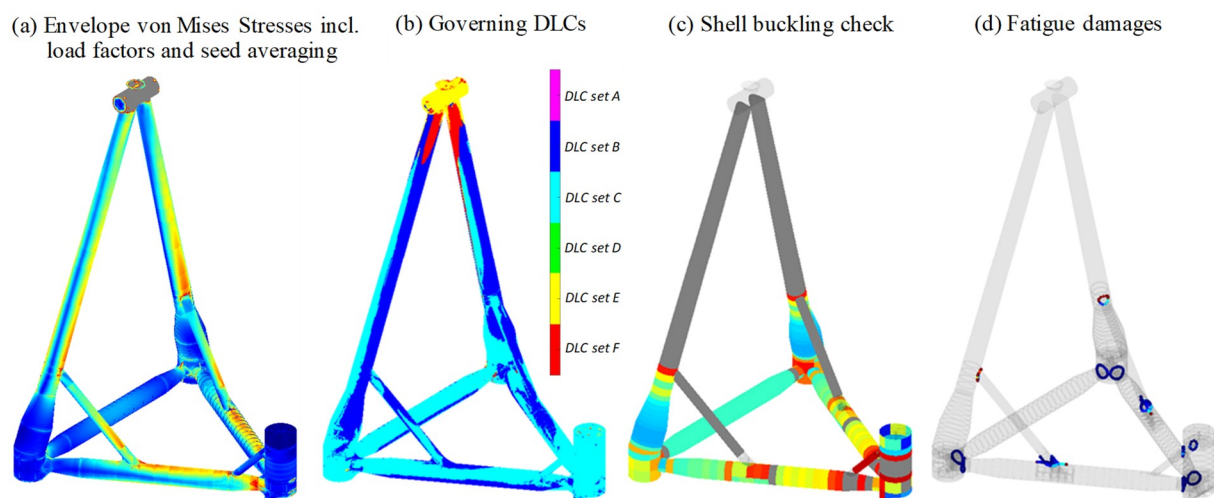 (a) Envelope von Mises Stresses incl.
load factors and seed averaging
(b) Governing DLCs
(c) Shell buckling check
(d) Fatigue damages
DLC set A
DLC set B
DLC set C
DLC set D
DLC set E
DLC set F